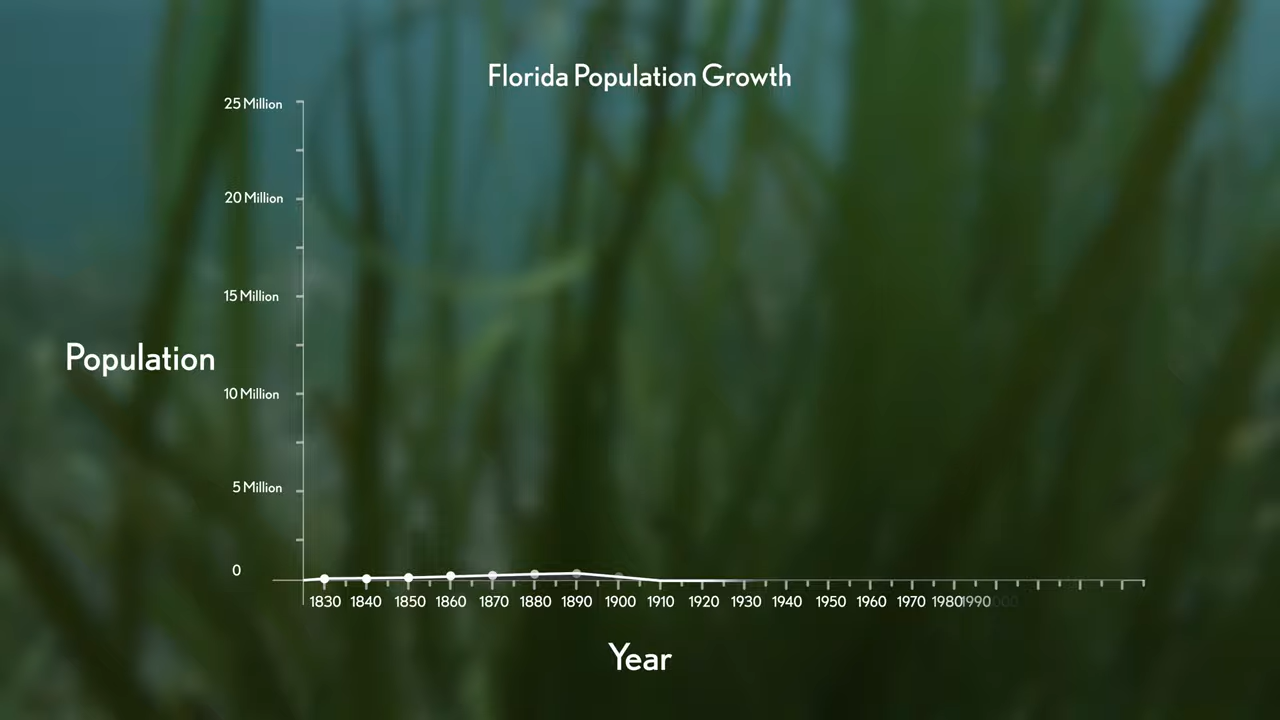 Florida Population Growth
25 Million
20 Million
15 Million
Population
10 Million
5 Million
0
1830 1840 1850 1860 1870 1880 1890 1900 1910 1920 1930 1940 1950 1960 1970 1980 1990
Year